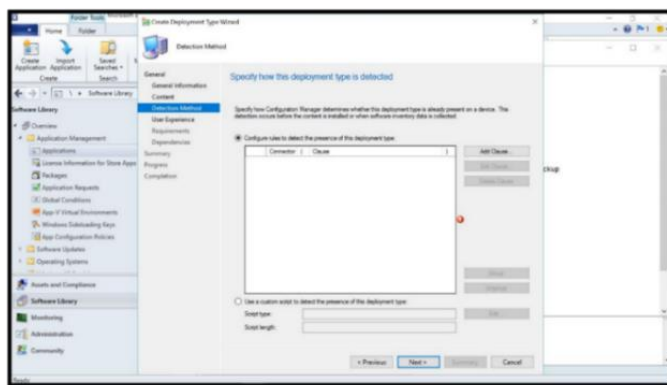 Folder Tools
Create Deployment Type Wizard
Home
Folder
Detection Method
Create Application
Import Application
Saved Searches
Create
Search
General
General Information
Content
Detection Method
User Experience
Requirements
Dependencies
Summary
Progress
Completion
\ Software Library
Software Library
Overview
Application Management
Applications
License Information for Store Apps
Packages
Application Requests
Global Conditions
App-V Virtual Environments
Windows Sideloading Keys
App Configuration Policies
Software Updates
Operating Systems
Assets and Compliance
Software Library
Monitoring
Administration
Community
Ready
Specify how this deployment type is detected
Specify how Configuration Manager determines whether this deployment type is already present on a device. This
detection occurs before the content is installed or when software inventory data is collected.
Configure rules to detect the presence of this deployment type:
Connector
Clause
Add Clause...
Edit Clause...
Delete Clause
Group
Ungroup
Use a custom script to detect the presence of this deployment type:
Script type:
Edit...
Script length:
< Previous
Next >
Summary
Cancel